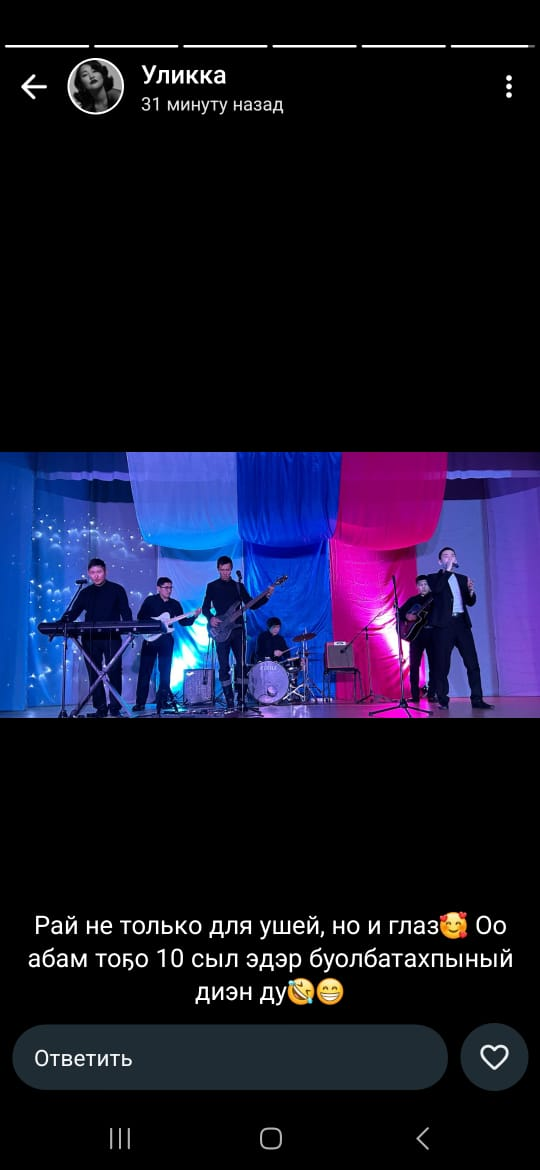 Уликка
31 минуту назад
Рай не только для ушей, но и глаз🥰 Оо
абам тоҕо 10 сыл эдэр буолбатахпыный
диэн ду🤣😁
Ответить